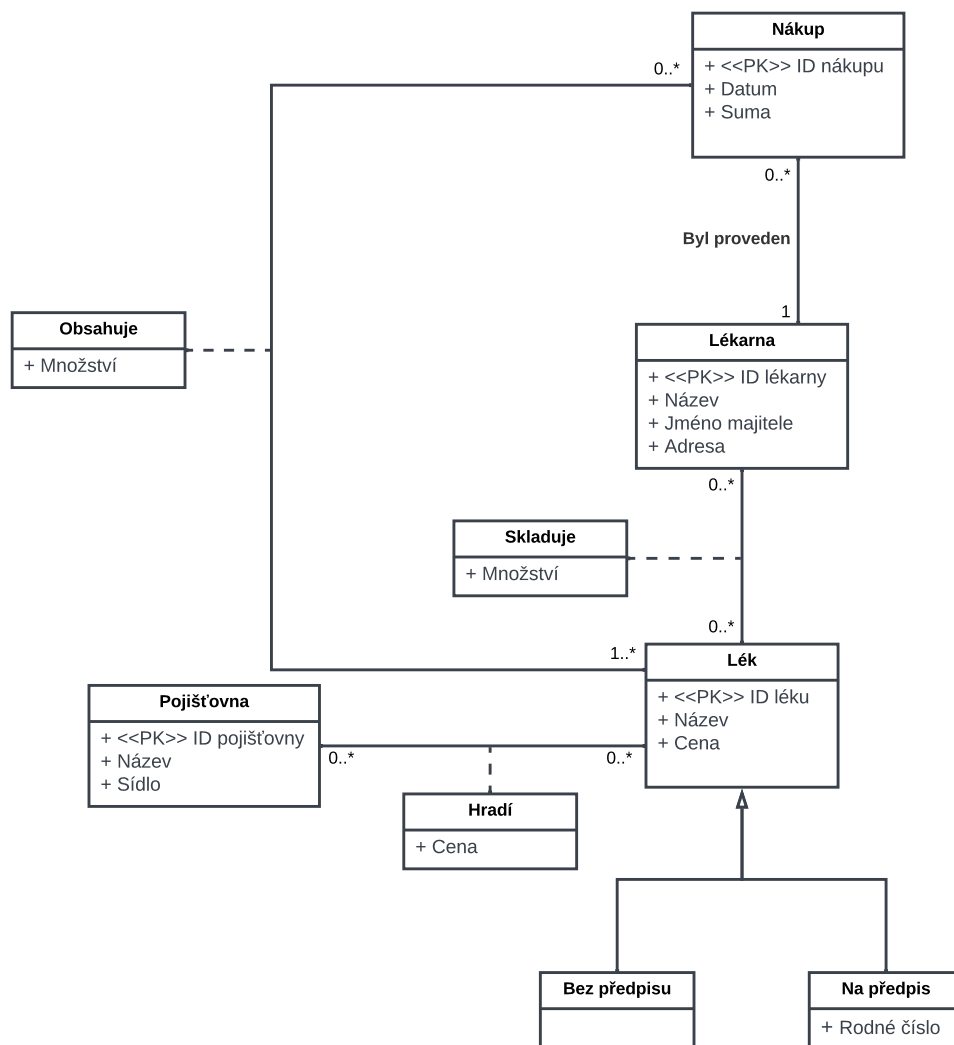 Nákup
+ <<PK>> ID nákupu
+ Datum
+ Suma
0..*
0..*
Byl proveden
1
Obsahuje
+ Množství
Lékarna
+ <<PK>> ID lékarny
+ Název
+ Jméno majitele
+ Adresa
0..*
Skladuje
+ Množství
0..*
1..*
Lék
+ <<PK>> ID léku
+ Název
+ Cena
Pojišťovna
+ <<PK>> ID pojišťovny
+ Název
+ Sídlo
0..*
0..*
Hradí
+ Cena
Bez předpisu
Na předpis
+ Rodné číslo